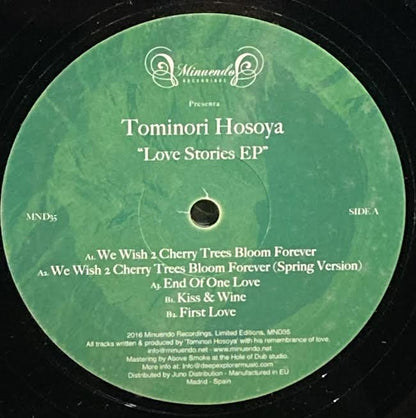 Minuendo
RECORDINGS
Presenta
Tominori Hosoya
"Love Stories EP"
MND35
SIDE A
A1. We Wish 2 Cherry Trees Bloom Forever
A2. We Wish 2 Cherry Trees Bloom Forever (Spring Version)
A3. End Of One Love
B1. Kiss & Wine
B2. First Love
2016 Minuendo Recordings, Limited Editions, MND35
All tracks written & produced by 'Tominori Hosoya' with his remembrance of love.
info@minuendo.net - www.minuendo.net
Mastering by Above Smoke at the Hole of Dub studio.
More info at: info@deepexplorermusic.com
Distributed by Juno Distribution - Manufactured in EU
Madrid - Spain